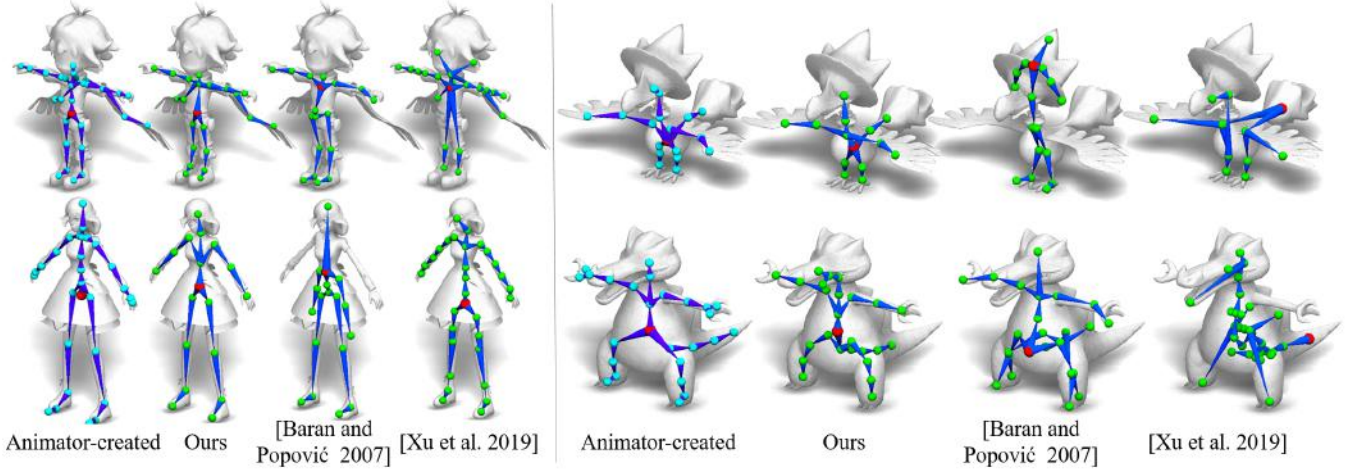 Animator-created
Ours
[Baran and
Popović 2007]
[Xu et al. 2019]
Animator-created
Ours
[Baran and
Popović 2007]
[Xu et al. 2019]